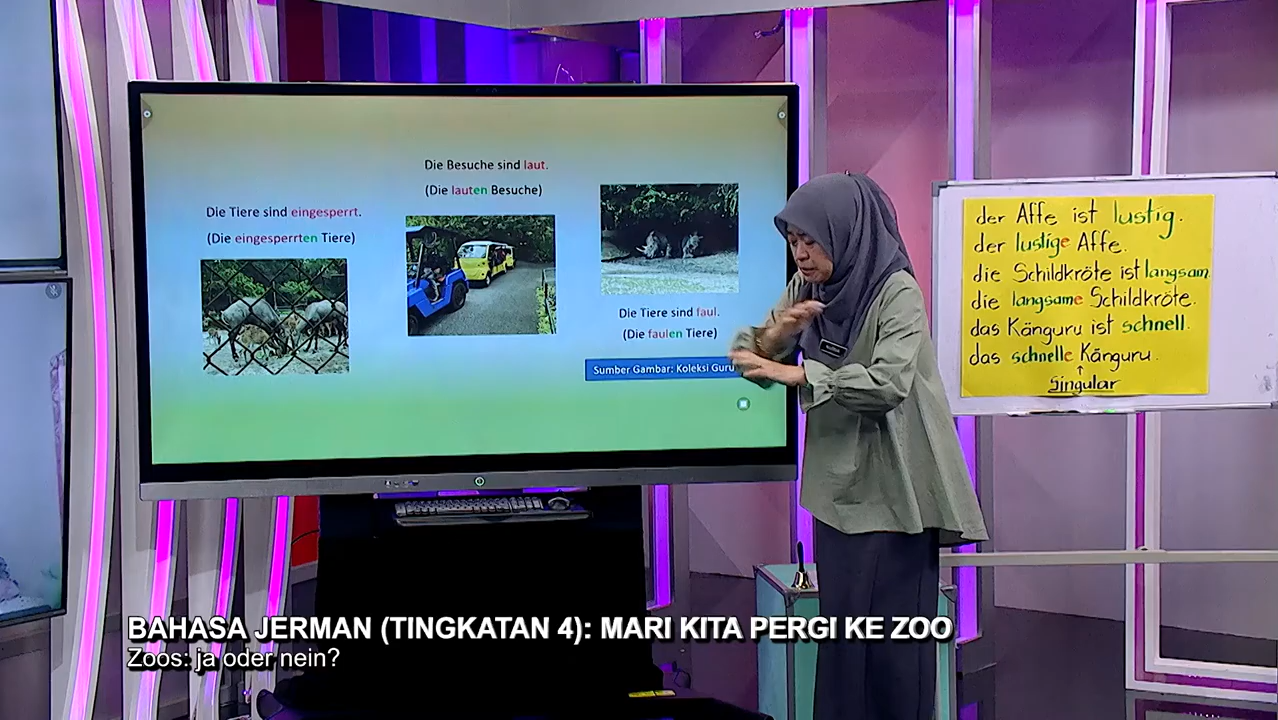 Die Tiere sind eingesperrt.
(Die eingesperrten Tiere)
Die Besuche sind laut.
(Die lauten Besuche)
Die Tiere sind faul.
(Die faulen Tiere)
Sumber Gambar: Koleksi Guru
der Affe ist lustig.
der lustige Affe.
die Schildkröte ist langsam
die langsame Schildkröte.
das Känguru ist schnell.
das schnelle Känguru.
↑
Singular
BAHASA JERMAN (TINGKATAN 4): MARI KITA PERGI KE ZOO
Zoos: ja oder nein?